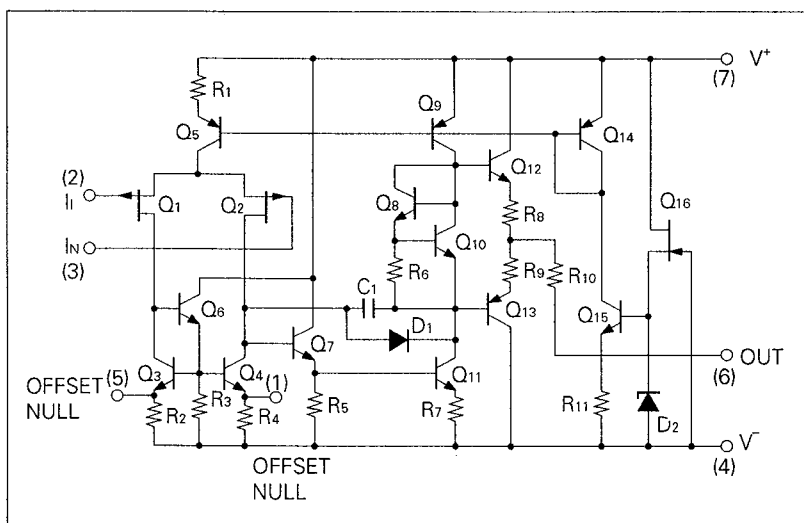 V+
(7)
R1
Q5
Q9
Q14
Q12
(2)
II
Q1
Q2
Q8
R8
Q16
IN
(3)
Q10
R6
R9
R10
C1
Q13
Q6
Q15
D1
Q7
OUT
(6)
(5)
Q3
Q4
(1)
Q11
OFFSET
NULL
R2
R3
R4
R5
R7
R11
D2
V-
(4)
OFFSET
NULL